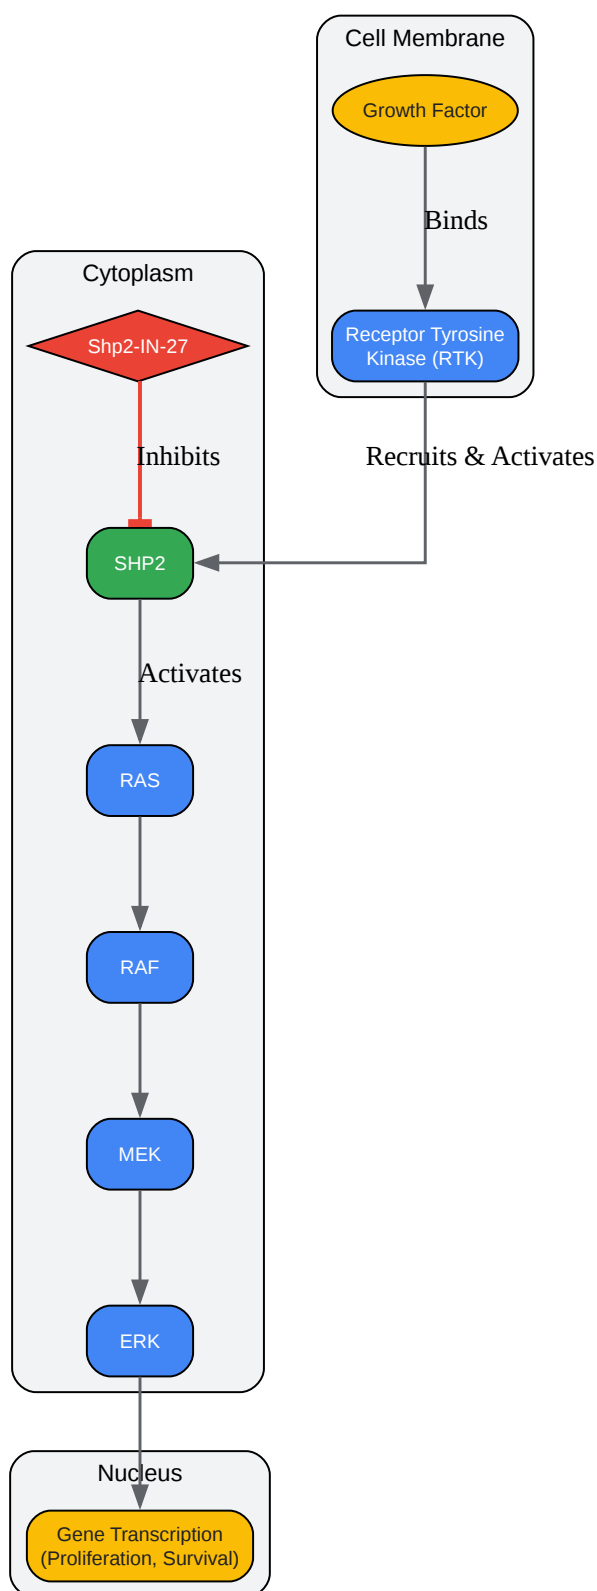 Cell Membrane
Growth Factor
Binds
Receptor Tyrosine
Kinase (RTK)
Recruits & Activates
Cytoplasm
Shp2-IN-27
Inhibits
SHP2
Activates
RAS
RAF
MEK
ERK
Nucleus
Gene Transcription
(Proliferation, Survival)